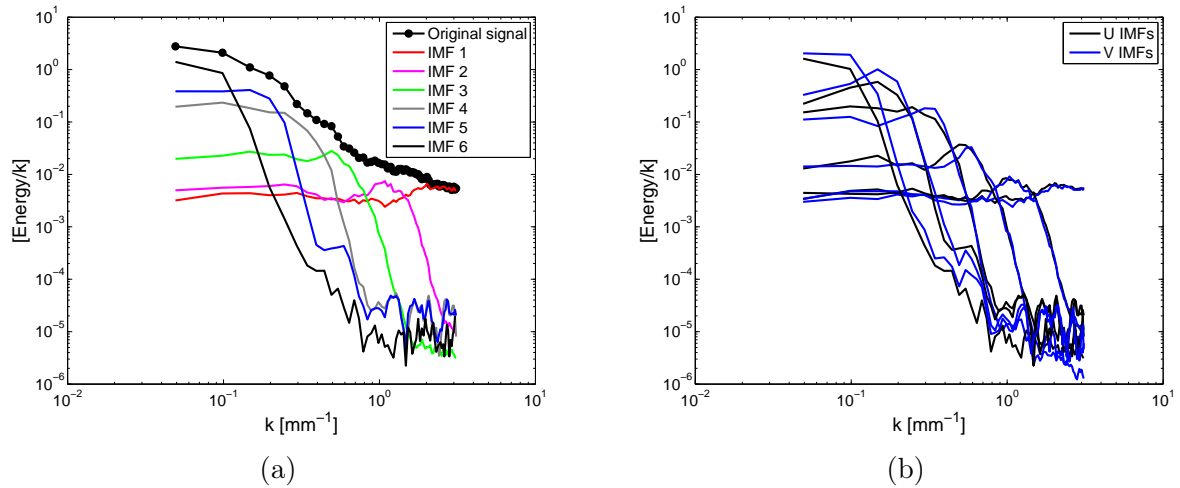 Original signal
IMF 1
IMF 2
IMF 3
IMF 4
IMF 5
IMF 6
[Energy/k]
10^1
10^0
10^-1
10^-2
10^-3
10^-4
10^-5
10^-6
10^-2
10^-1
10^0
10^1
k [mm^-1]
(a)
U IMFs
V IMFs
[Energy/k]
10^1
10^0
10^-1
10^-2
10^-3
10^-4
10^-5
10^-6
10^-2
10^-1
10^0
10^1
k [mm^-1]
(b)